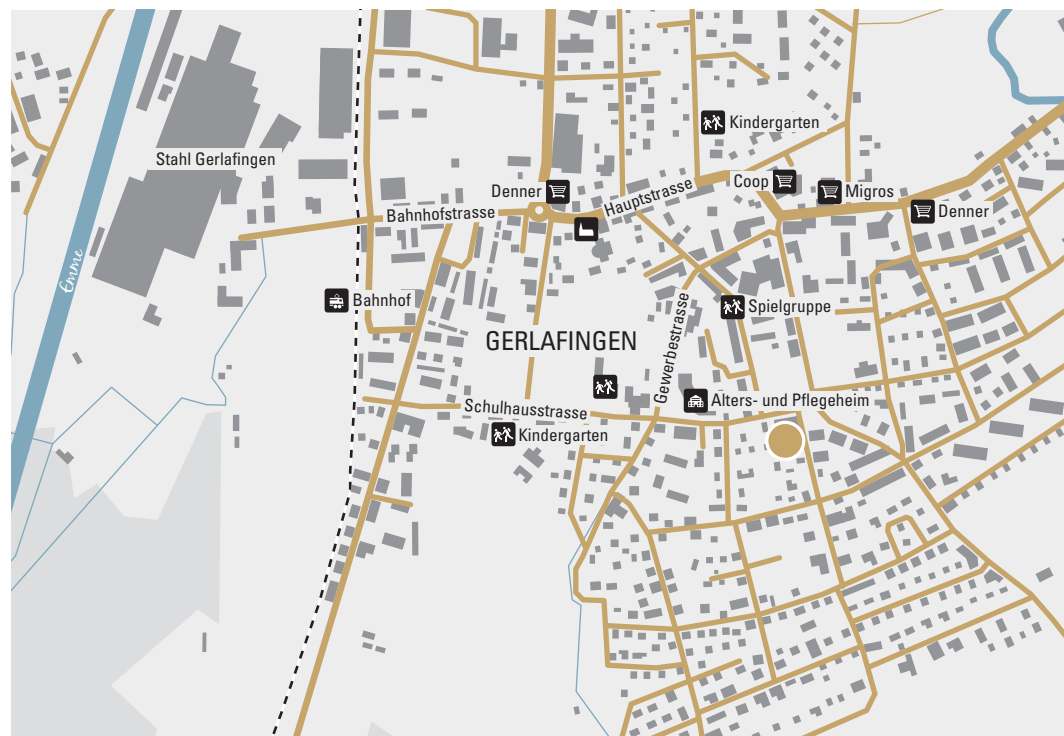 Kindergarten
Stahl Gerlafingen
Denner
Hauptstrasse
Coop
Migros
Bahnhofstrasse
Denner
Emme
Bahnhof
Spielgruppe
GERLAFINGEN
Gewerbestrasse
Alters- und Pflegeheim
Schulhausstrasse
Kindergarten